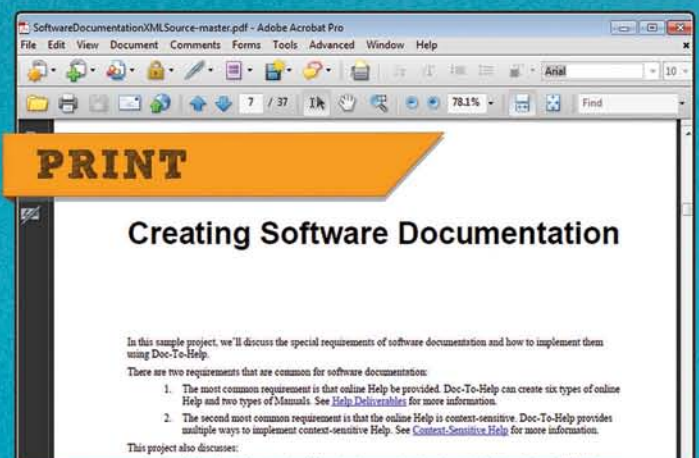 SoftwareDocumentationXMLSource-master.pdf - Adobe Acrobat Pro
File Edit View Document Comments Forms Tools Advanced Window Help
Arial 10
7 / 37 78.1% Find
PRINT
Creating Software Documentation
In this sample project, we'll discuss the special requirements of software documentation and how to implement them
using Doc-To-Help.
There are two requirements that are common for software documentation:
1. The most common requirement is that online Help be provided. Doc-To-Help can create six types of online
Help and two types of Manuals. See Help Deliverables for more information.
2. The second most common requirement is that the online Help is context-sensitive. Doc-To-Help provides
multiple ways to implement context-sensitive Help. See Context-Sensitive Help for more information.
This project also discusses: